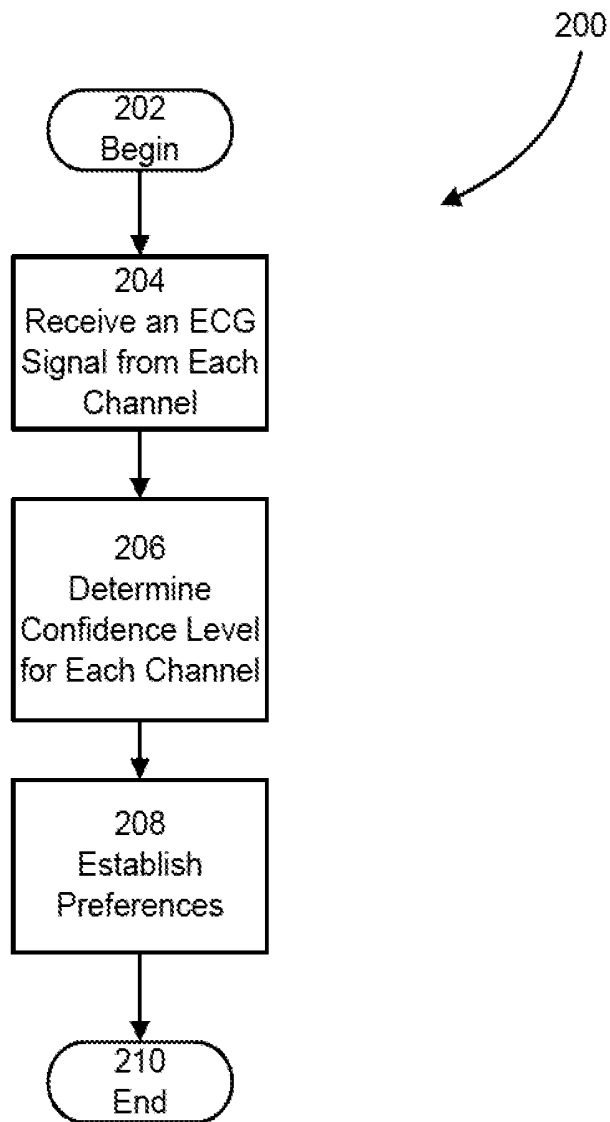 200
202
Begin
204
Receive an ECG
Signal from Each
Channel
206
Determine
Confidence Level
for Each Channel
208
Establish
Preferences
210
End